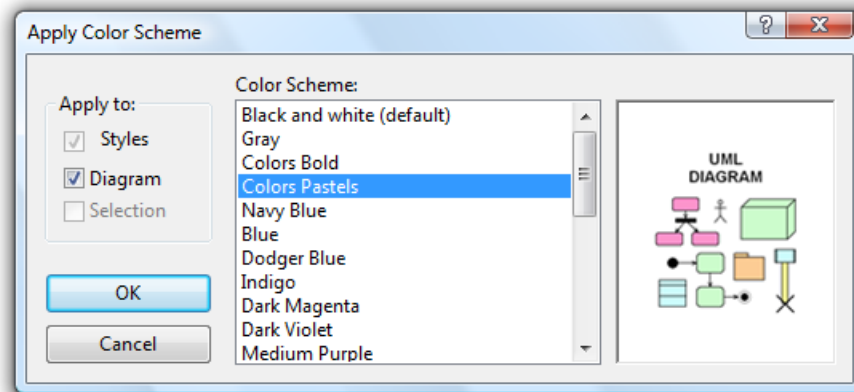 Apply Color Scheme
Apply to:
Styles
Diagram
Selection
OK
Cancel
Color Scheme:
Black and white (default)
Gray
Colors Bold
Colors Pastels
Navy Blue
Blue
Dodger Blue
Indigo
Dark Magenta
Dark Violet
Medium Purple
UML
DIAGRAM